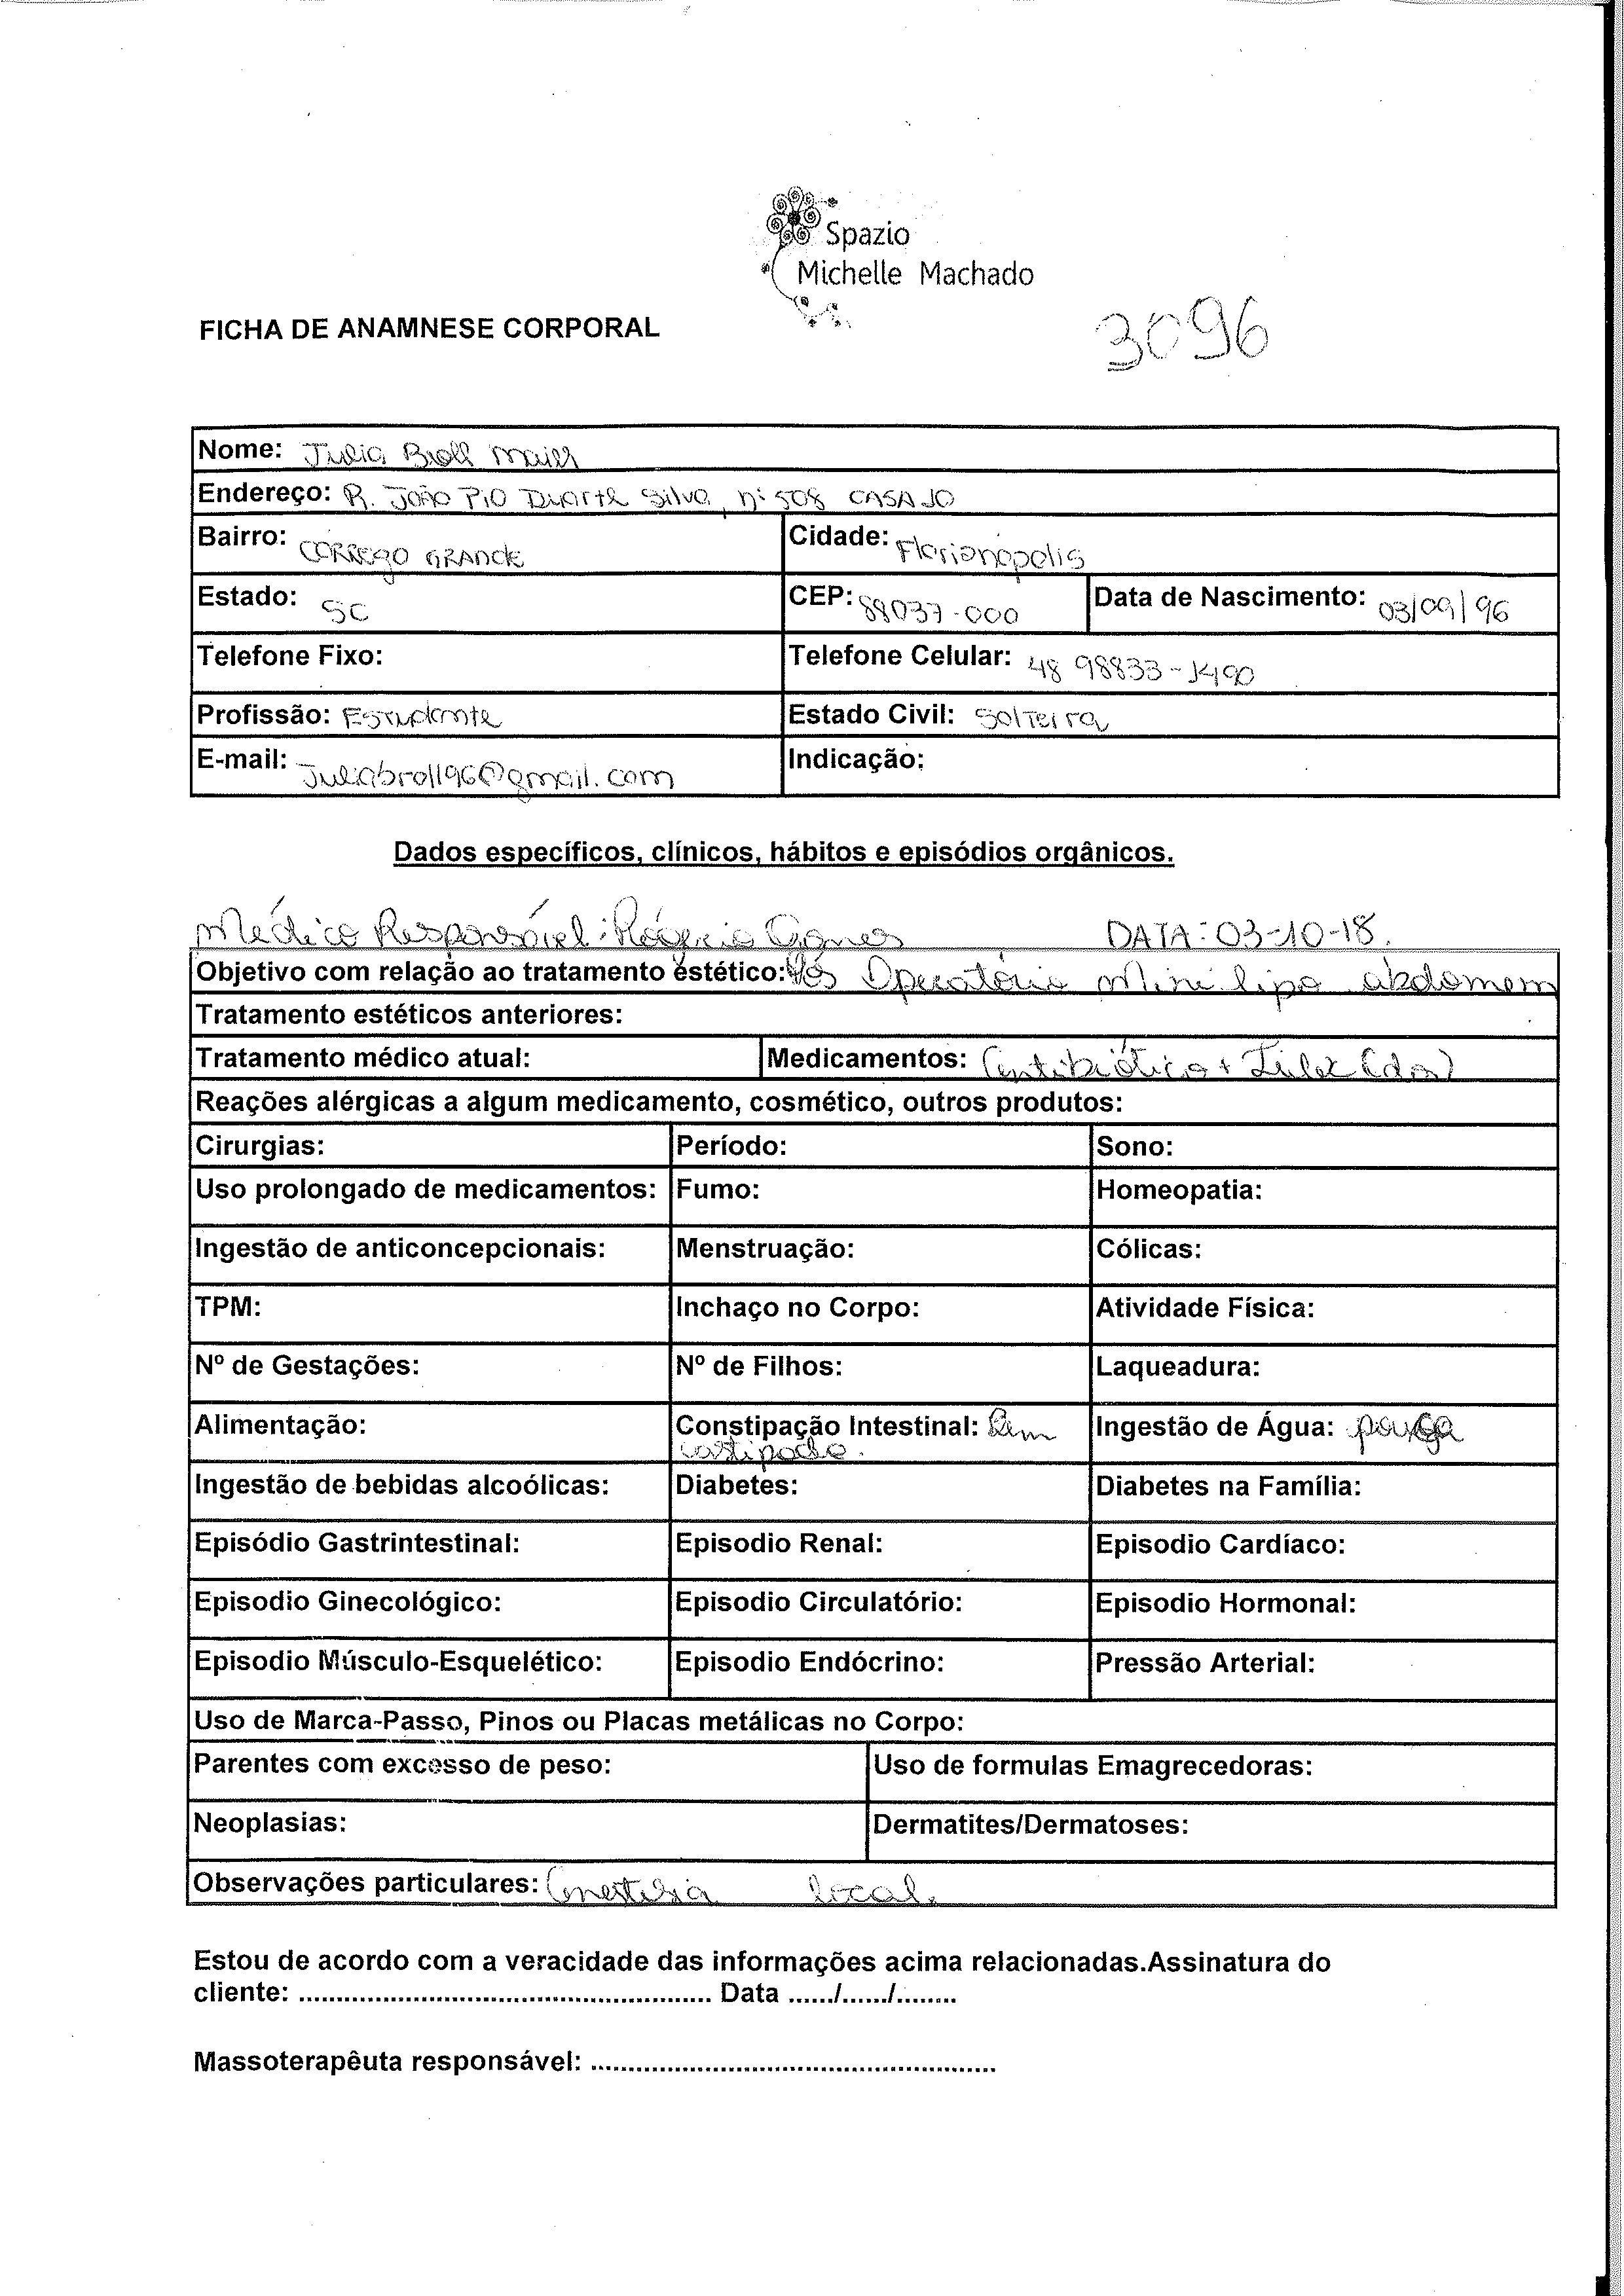 Spazio
Michelle Machado
FICHA DE ANAMNESE CORPORAL
3096
Nome: Julia Broll
Endereço: R. João Pio Duarte Silva, nº 508 CASA 10
Bairro: CORREGO GRANDE Cidade: Florianopolis
Estado: SC CEP: 88037-000 Data de Nascimento: 03/09/96
Telefone Fixo: Telefone Celular: 48 98833-1490
Profissão: Estudante Estado Civil: Solteira
E-mail: Juliabroll96@gmail.com Indicação:
Dados específicos, clínicos, hábitos e episódios orgânicos.
Médico Responsável: Rogério Gomes DATA: 03-10-18.
Objetivo com relação ao tratamento estético: Pós Operatório Mini lipo abdomem
Tratamento estéticos anteriores:
Tratamento médico atual: Medicamentos: (antibiótico + (dor)
Reações alérgicas a algum medicamento, cosmético, outros produtos:
Cirurgias: Período: Sono:
Uso prolongado de medicamentos: Fumo: Homeopatia:
Ingestão de anticoncepcionais: Menstruação: Cólicas:
TPM: Inchaço no Corpo: Atividade Física:
Nº de Gestações: Nº de Filhos: Laqueadura:
Alimentação: Constipação Intestinal: Bem Ingestão de Água: pouca
costipada.
Ingestão de bebidas alcoólicas: Diabetes: Diabetes na Família:
Episódio Gastrintestinal: Episodio Renal: Episodio Cardíaco:
Episodio Ginecológico: Episodio Circulatório: Episodio Hormonal:
Episodio Músculo-Esquelético: Episodio Endócrino: Pressão Arterial:
Uso de Marca-Passo, Pinos ou Placas metálicas no Corpo:
Parentes com excesso de peso: Uso de formulas Emagrecedoras:
Neoplasias: Dermatites/Dermatoses:
Observações particulares: anestesia local.
Estou de acordo com a veracidade das informações acima relacionadas.Assinatura do
cliente: ........................................................ Data ....../....../........
Massoterapêuta responsável: ......................................................